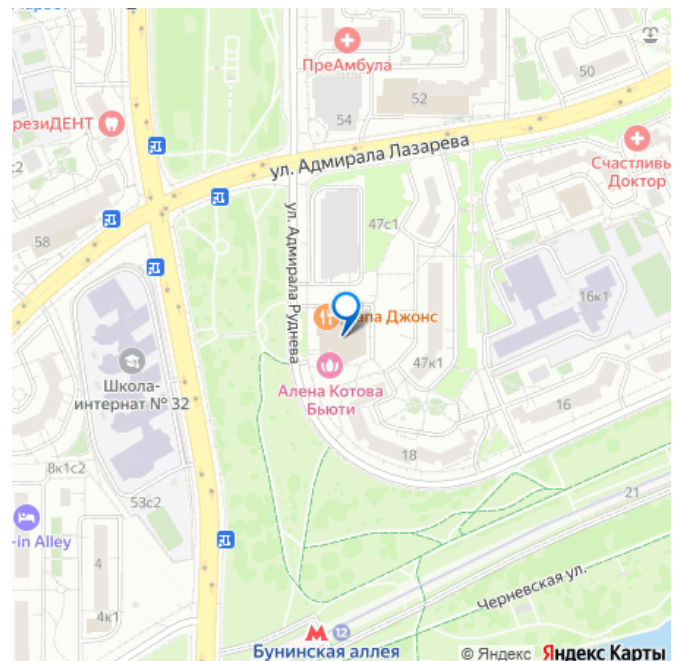 ПреАмбула
50
52
резиДЕНТ
54
ул. Адмирала Лазарева
Счастливы
Доктор
47с1
58
ул. Адмирала Руднева
16к1
апа Джонс
47к1
Школа-
интернат № 32
Алена Котова
Бьюти
16
18
8к1с2
53с2
21
-in Alley
4
Черневская ул.
4к1
М 12
Бунинская аллея
© Яндекс Яндекс Карты